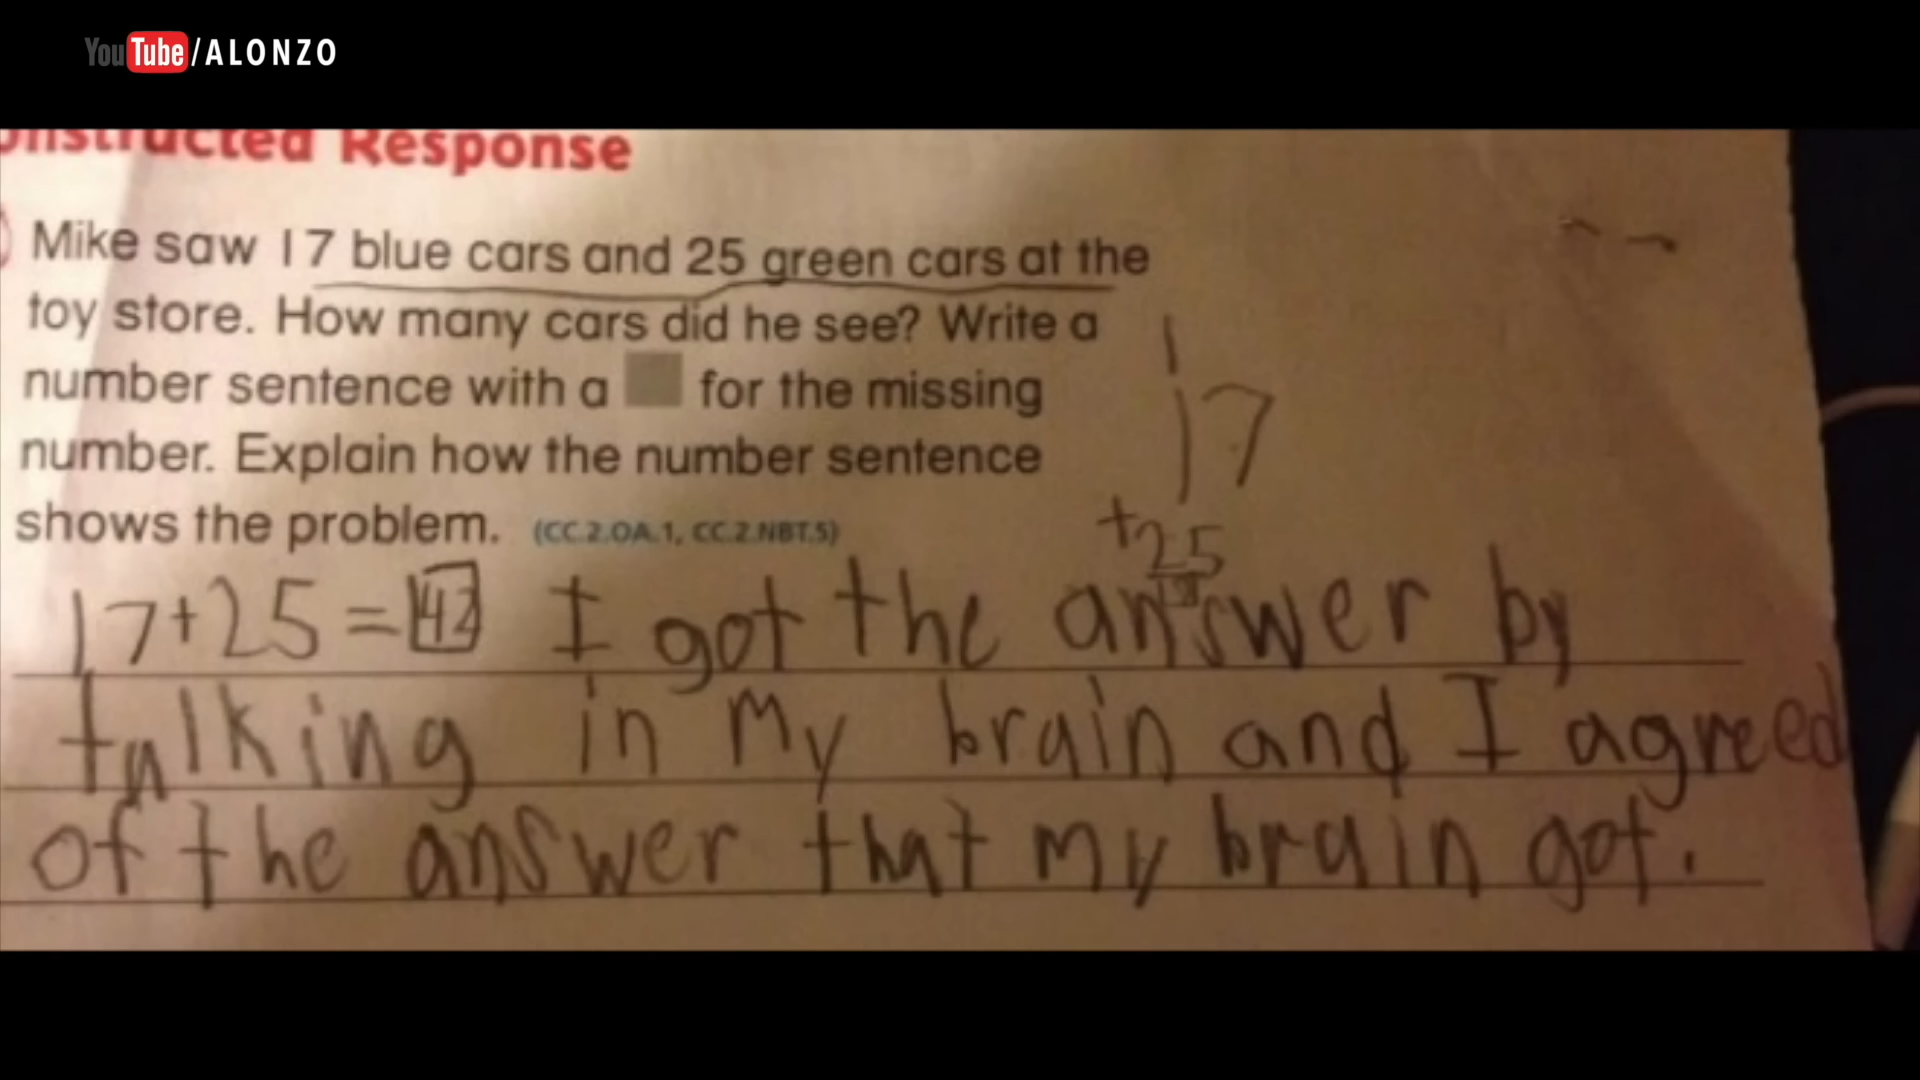 YouTube/ALONZO
onstructed Response
Mike saw 17 blue cars and 25 green cars at the
toy store. How many cars did he see? Write a
number sentence with a for the missing
number. Explain how the number sentence
shows the problem. (CC.2.OA.1, CC.2.NBT.5)
1
17
+25
17+25=42 I got the answer by
talking in my brain and I agreed
of the answer that my brain got.